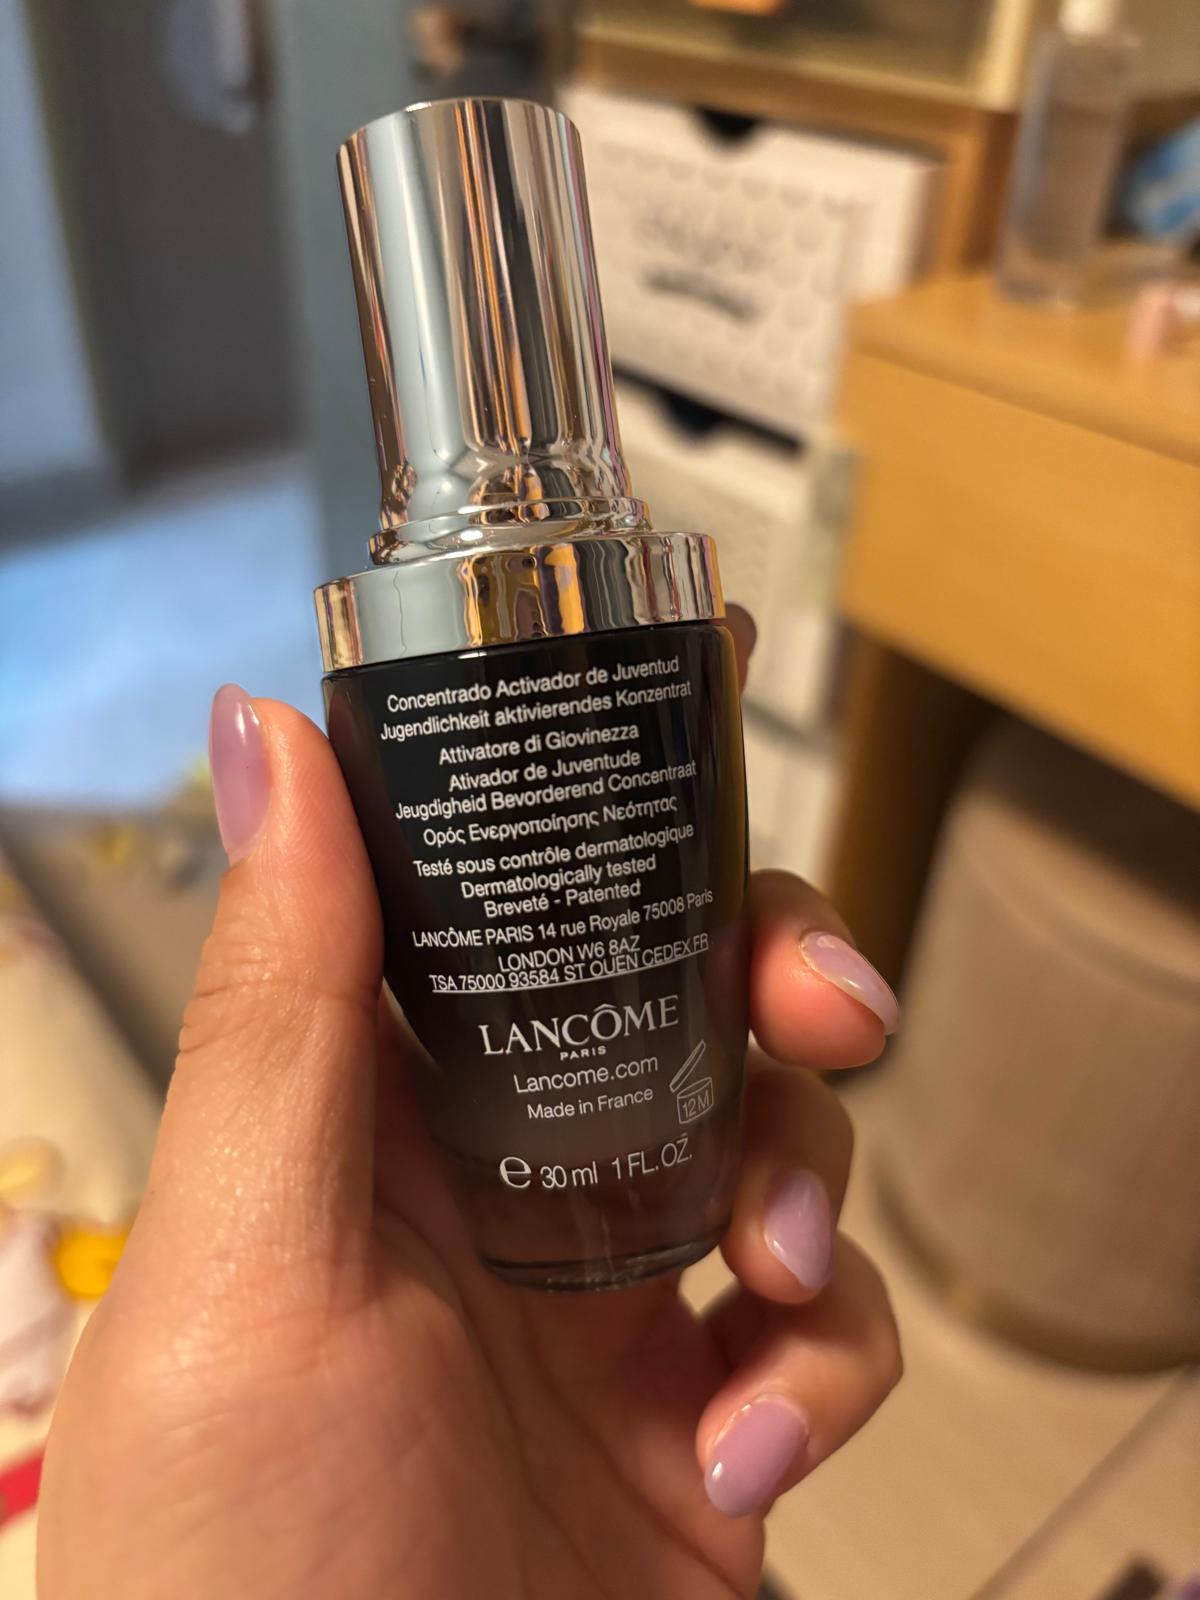 Concentrado Activador de Juventud
Jugendlichkeit aktivierendes Konzentrat
Attivatore di Giovinezza
Ativador de Juventude
Jeugdigheid Bevorderend Concentraat
Ορός Ενεργοποίησης Νεότητας
Testé sous contrôle dermatologique
Dermatologically tested
Breveté - Patented
LANCÔME PARIS 14 rue Royale 75008 Paris
LONDON W6 8AZ
TSA 75000 93584 ST OUEN CEDEX FR
LANCÔME
PARIS
Lancome.com
Made in France
12M
e 30 ml 1 FL. OZ.